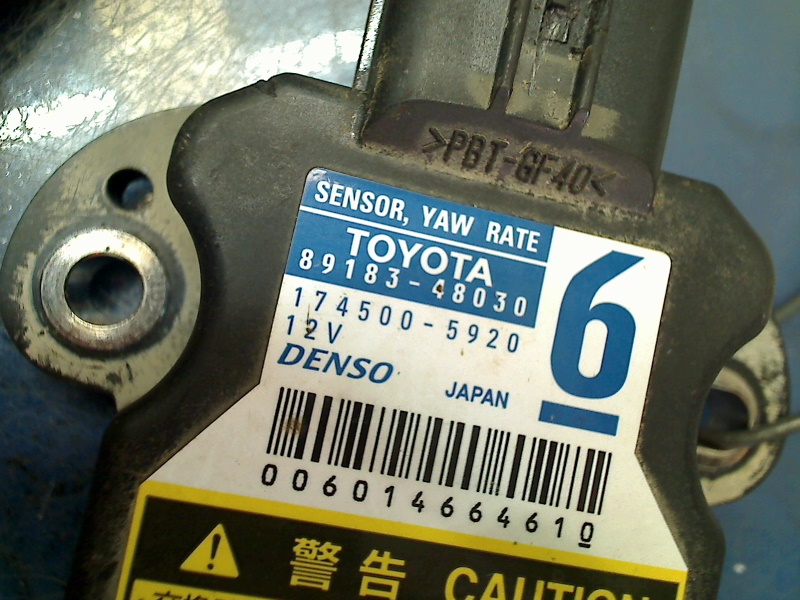 >PBT-GF40<
SENSOR, YAW RATE
TOYOTA
89183-48030
6
174500-5920
12V
DENSO
JAPAN
006014664610
警告 CAUTION